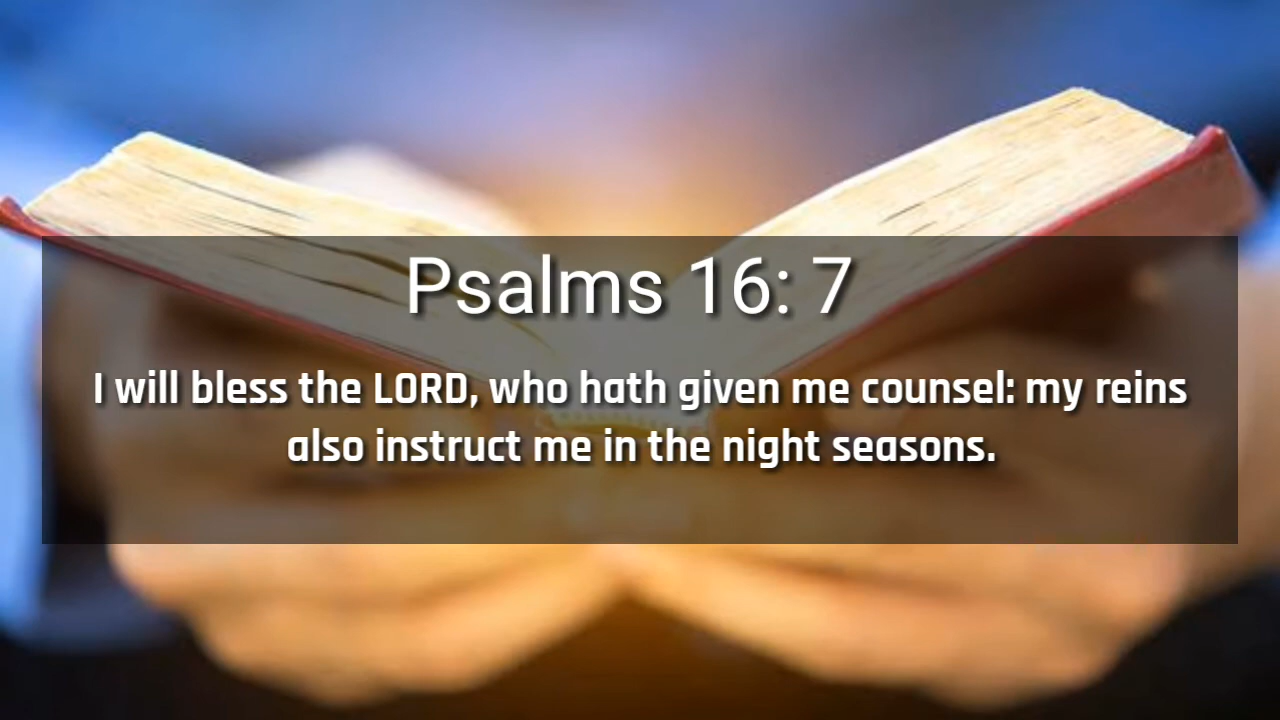 Psalms 16: 7
I will bless the LORD, who hath given me counsel: my reins
also instruct me in the night seasons.